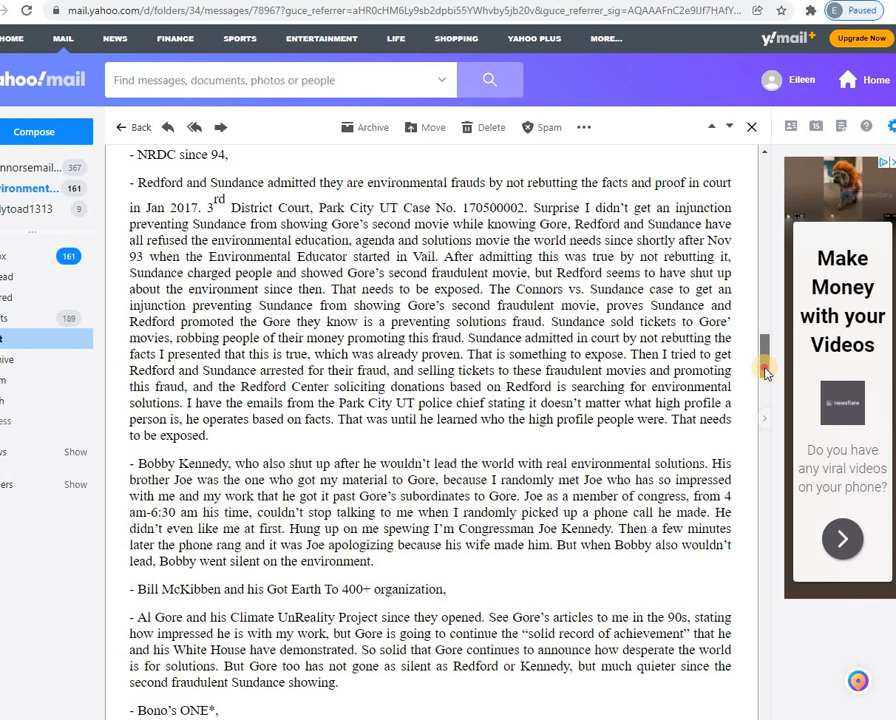 mail.yahoo.com/d/folders/34/messages/78967?guce_referrer=aHR0cHM6Ly9sb2dpbi55YWhvby5jb20v&guce_referrer_sig=AQAAAFnC2e9IJf7HAfY...
E Paused
HOME MAIL NEWS FINANCE SPORTS ENTERTAINMENT LIFE SHOPPING YAHOO PLUS MORE... y!mail+ Upgrade Now
ahoo!mail Find messages, documents, photos or people Eileen Home
Compose
Back Archive Move Delete Spam 15
nnorsemail... 367
vironment... 161
lytoad1313 9
x 161
ead
red
fts 189
t
hive
m
h
ess
ws Show
ers Show
- NRDC since 94,
- Redford and Sundance admitted they are environmental frauds by not rebutting the facts and proof in court
in Jan 2017. 3rd District Court, Park City UT Case No. 170500002. Surprise I didn't get an injunction
preventing Sundance from showing Gore's second movie while knowing Gore, Redford and Sundance have
all refused the environmental education, agenda and solutions movie the world needs since shortly after Nov
93 when the Environmental Educator started in Vail. After admitting this was true by not rebutting it,
Sundance charged people and showed Gore's second fraudulent movie, but Redford seems to have shut up
about the environment since then. That needs to be exposed. The Connors vs. Sundance case to get an
injunction preventing Sundance from showing Gore's second fraudulent movie, proves Sundance and
Redford promoted the Gore they know is a preventing solutions fraud. Sundance sold tickets to Gore'
movies, robbing people of their money promoting this fraud. Sundance admitted in court by not rebutting the
facts I presented that this is true, which was already proven. That is something to expose. Then I tried to get
Redford and Sundance arrested for their fraud, and selling tickets to these fraudulent movies and promoting
this fraud, and the Redford Center soliciting donations based on Redford is searching for environmental
solutions. I have the emails from the Park City UT police chief stating it doesn't matter what high profile a
person is, he operates based on facts. That was until he learned who the high profile people were. That needs
to be exposed.
- Bobby Kennedy, who also shut up after he wouldn't lead the world with real environmental solutions. His
brother Joe was the one who got my material to Gore, because I randomly met Joe who has so impressed
with me and my work that he got it past Gore's subordinates to Gore. Joe as a member of congress, from 4
am-6:30 am his time, couldn't stop talking to me when I randomly picked up a phone call he made. He
didn't even like me at first. Hung up on me spewing I'm Congressman Joe Kennedy. Then a few minutes
later the phone rang and it was Joe apologizing because his wife made him. But when Bobby also wouldn't
lead, Bobby went silent on the environment.
- Bill McKibben and his Got Earth To 400+ organization,
- Al Gore and his Climate UnReality Project since they opened. See Gore's articles to me in the 90s, stating
how impressed he is with my work, but Gore is going to continue the "solid record of achievement" that he
and his White House have demonstrated. So solid that Gore continues to announce how desperate the world
is for solutions. But Gore too has not gone as silent as Redford or Kennedy, but much quieter since the
second fraudulent Sundance showing.
- Bono's ONE*,
Make
Money
with your
Videos
newsflare
Do you have
any viral videos
on your phone?